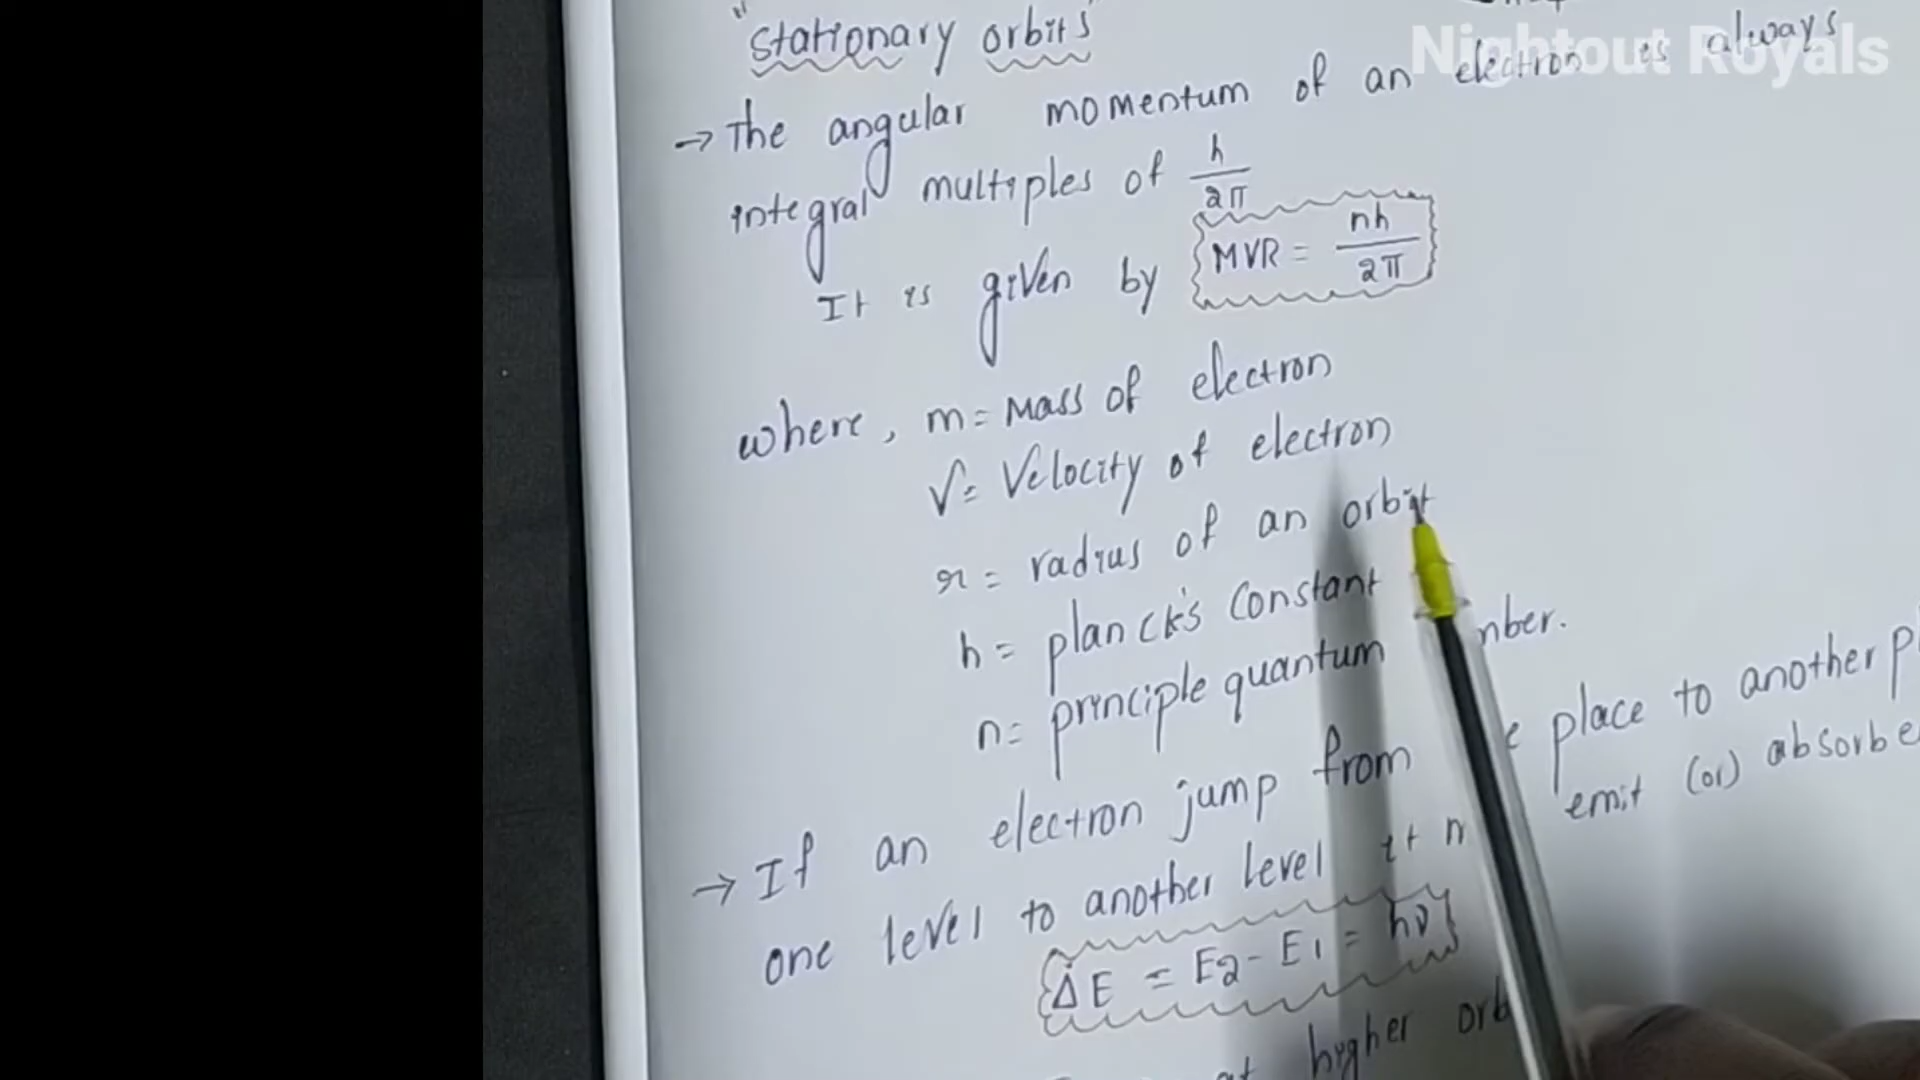 "Stationary orbits"
Nightout Royals
→ The angular momentum of an electron is always
integral multiples of h/2π
It is given by MVR = nh/2π
where, m = Mass of electron
V = Velocity of electron
r = radius of an orbit
h = planck's constant
n = principle quantum mber.
→ If an electron jump from place to another
one level to another level it emit (or) absorbe
ΔE = E2 - E1 = hν
at higher